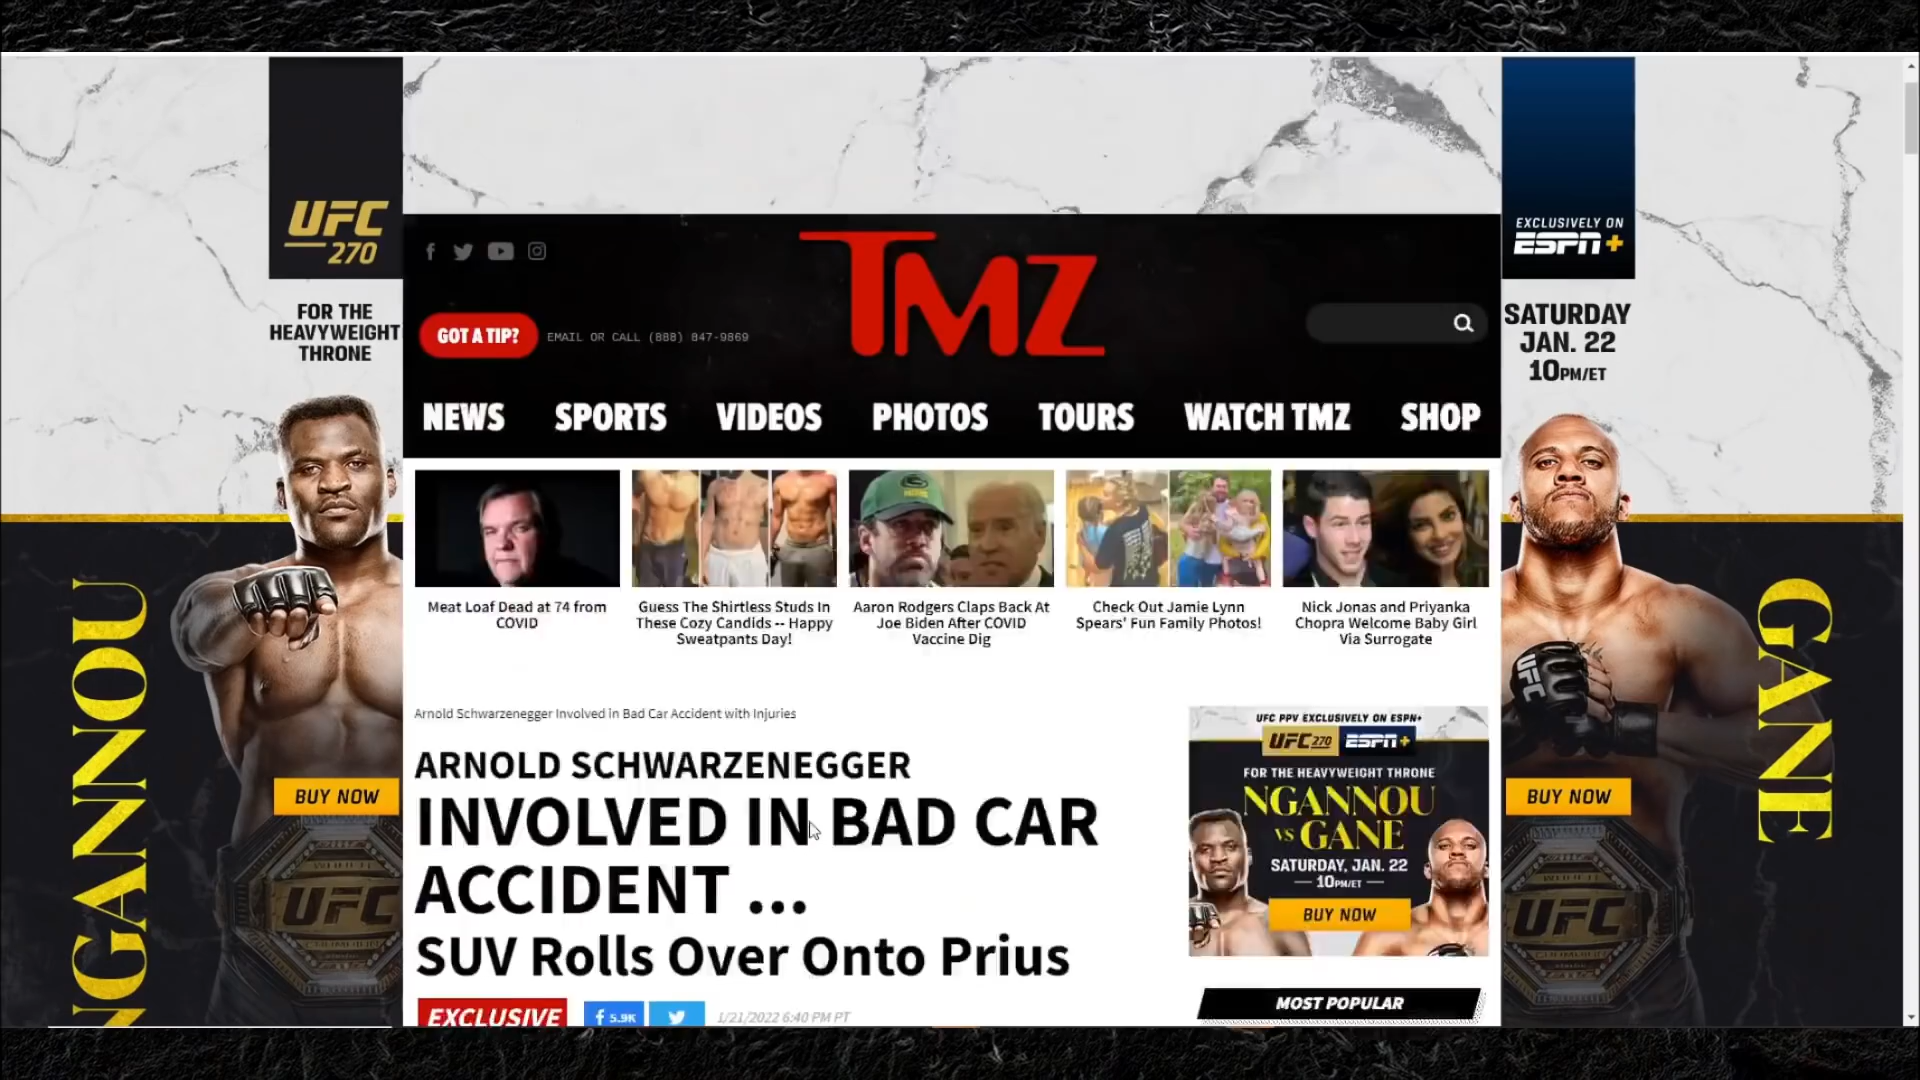 UFC
270
FOR THE
HEAVYWEIGHT
THRONE
NGANNOU
BUY NOW
UFC
EXCLUSIVELY ON
ESPN+
SATURDAY
JAN. 22
10PM/ET
GANE
UFC
BUY NOW
UFC
TMZ
GOT A TIP?
EMAIL OR CALL (888) 847-9869
NEWS
SPORTS
VIDEOS
PHOTOS
TOURS
WATCH TMZ
SHOP
Meat Loaf Dead at 74 from
COVID
Guess The Shirtless Studs In
These Cozy Candids -- Happy
Sweatpants Day!
Aaron Rodgers Claps Back At
Joe Biden After COVID
Vaccine Dig
Check Out Jamie Lynn
Spears' Fun Family Photos!
Nick Jonas and Priyanka
Chopra Welcome Baby Girl
Via Surrogate
Arnold Schwarzenegger Involved in Bad Car Accident with Injuries
ARNOLD SCHWARZENEGGER
INVOLVED IN BAD CAR
ACCIDENT ...
SUV Rolls Over Onto Prius
EXCLUSIVE
f 5.9K
1/21/2022 6:40 PM PT
UFC PPV EXCLUSIVELY ON ESPN+
UFC 270 ESPN+
FOR THE HEAVYWEIGHT THRONE
NGANNOU
VS GANE
SATURDAY, JAN. 22
10PM/ET
BUY NOW
MOST POPULAR